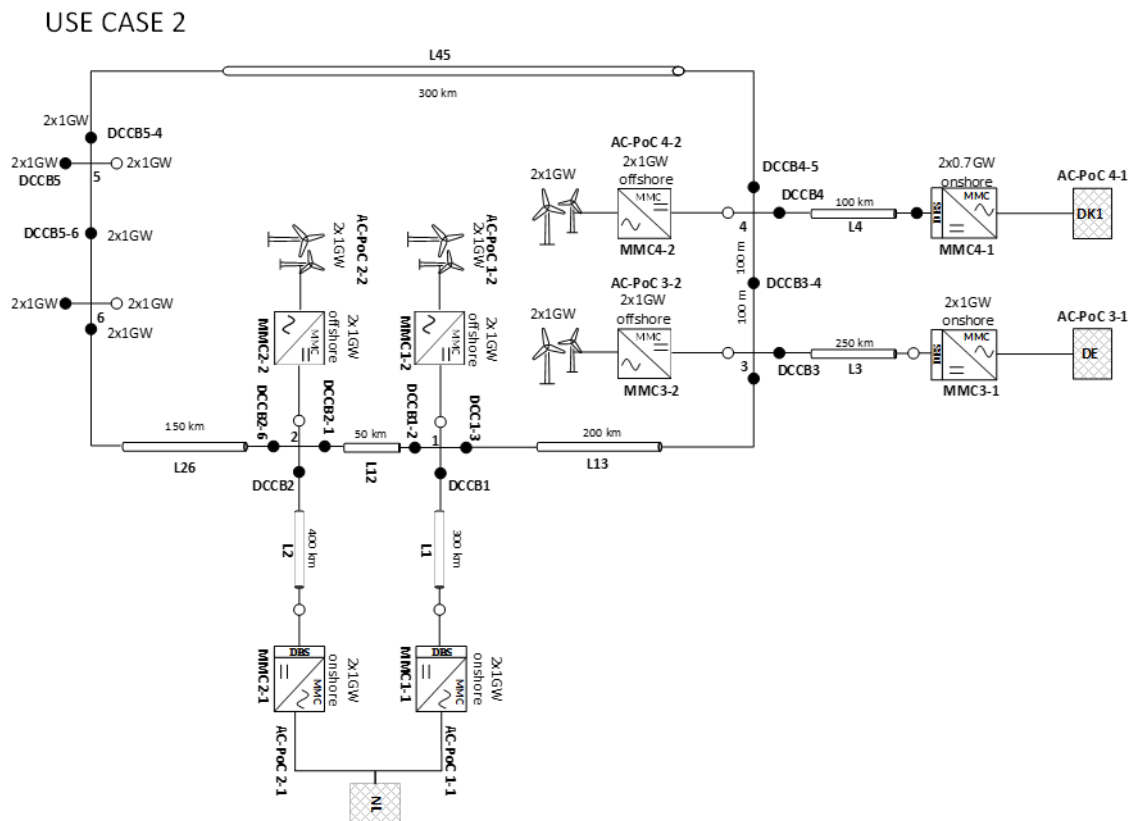 USE CASE 2
L45
300 km
2x1GW
DCCB5-4
2x1GW
2x1GW
DCCB5
5
DCCB5-6
2x1GW
2x1GW
2x1GW
6
2x1GW
AC-PoC 2-2
2x1GW
AC-PoC 1-2
2x1GW
MMC2-2
MMC
offshore
2x1GW
MMC1-2
MMC
offshore
2x1GW
AC-PoC 4-2
2x1GW
offshore
2x1GW
MMC
MMC4-2
DCCB4-5
DCCB4
4
100 km
L4
2x0.7GW
onshore
DBS
MMC
MMC4-1
AC-PoC 4-1
DK1
100 m
DCCB3-4
100 m
AC-PoC 3-2
2x1GW
offshore
2x1GW
MMC
MMC3-2
3
DCCB3
250 km
L3
2x1GW
onshore
DBS
MMC
MMC3-1
AC-PoC 3-1
DE
150 km
L26
DCCB2-6
2
DCCB2-1
50 km
L12
DCCB1-2
1
DCC1-3
200 km
L13
DCCB2
DCCB1
L2
400 km
L1
300 km
MMC2-1
DBS
MMC
onshore
2x1GW
MMC1-1
DBS
MMC
onshore
2x1GW
AC-PoC 2-1
AC-PoC 1-1
NL